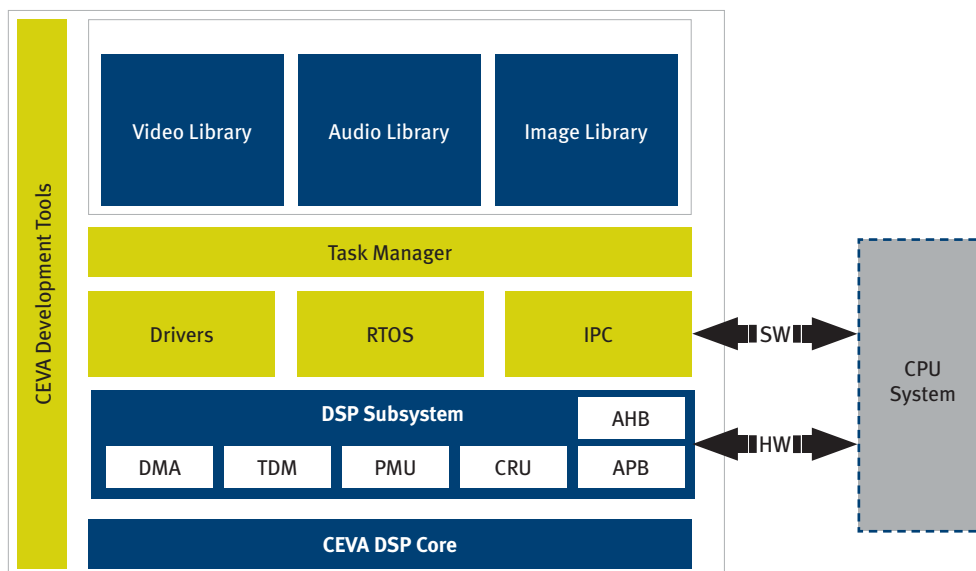 CEVA Development Tools
Video Library
Audio Library
Image Library
Task Manager
Drivers
RTOS
IPC
SW
CPU
System
DSP Subsystem
AHB
HW
DMA
TDM
PMU
CRU
APB
CEVA DSP Core